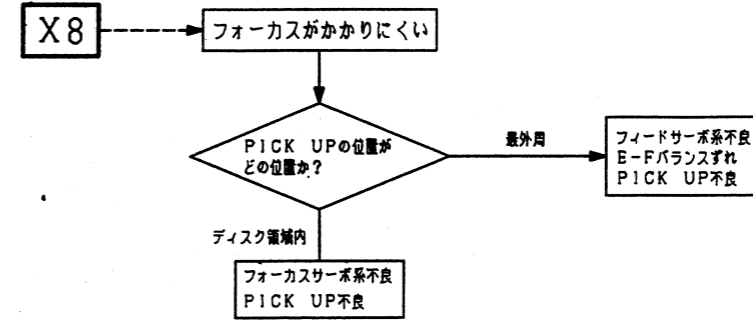 X8
フォーカスがかかりにくい
PICK UPの位置が
どの位置か?
最外周
フィードサーボ系不良
E-Fバランスずれ
PICK UP不良
ディスク領域内
フォーカスサーボ系不良
PICK UP不良